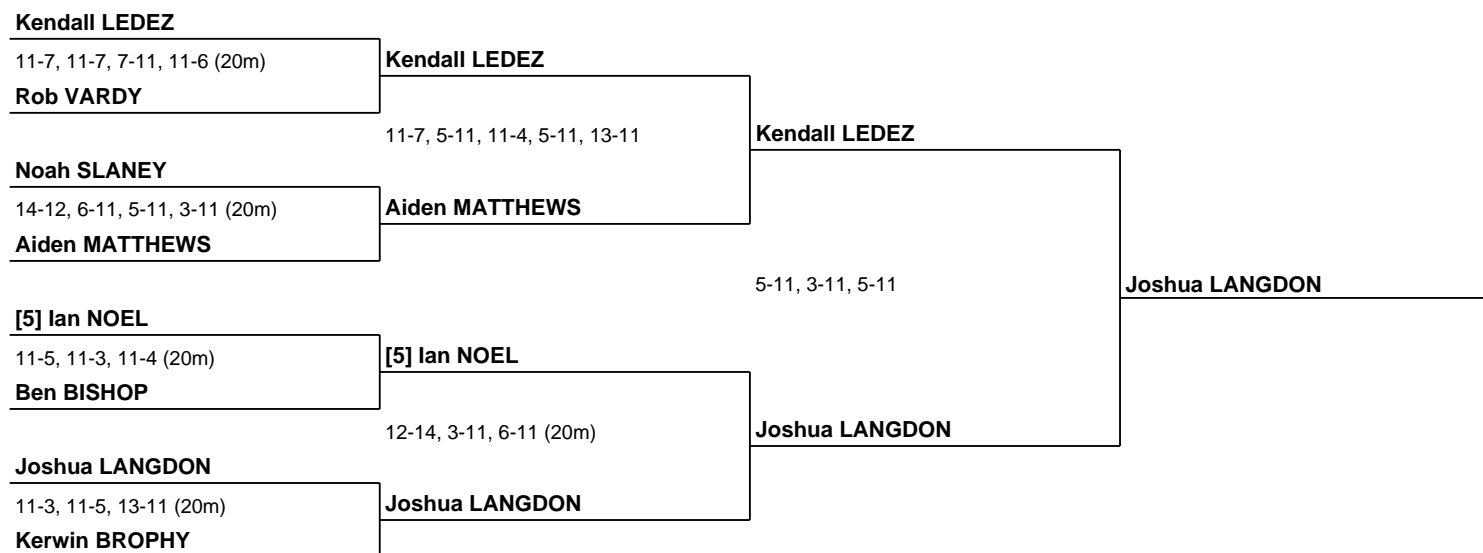 Kendall LEDEZ
11-7, 11-7, 7-11, 11-6 (20m)
Rob VARDY
Noah SLANEY
14-12, 6-11, 5-11, 3-11 (20m)
Aiden MATTHEWS
[5] Ian NOEL
11-5, 11-3, 11-4 (20m)
Ben BISHOP
Joshua LANGDON
11-3, 11-5, 13-11 (20m)
Kerwin BROPHY
Kendall LEDEZ
11-7, 5-11, 11-4, 5-11, 13-11
Aiden MATTHEWS
[5] Ian NOEL
12-14, 3-11, 6-11 (20m)
Joshua LANGDON
Kendall LEDEZ
5-11, 3-11, 5-11
Joshua LANGDON
Joshua LANGDON